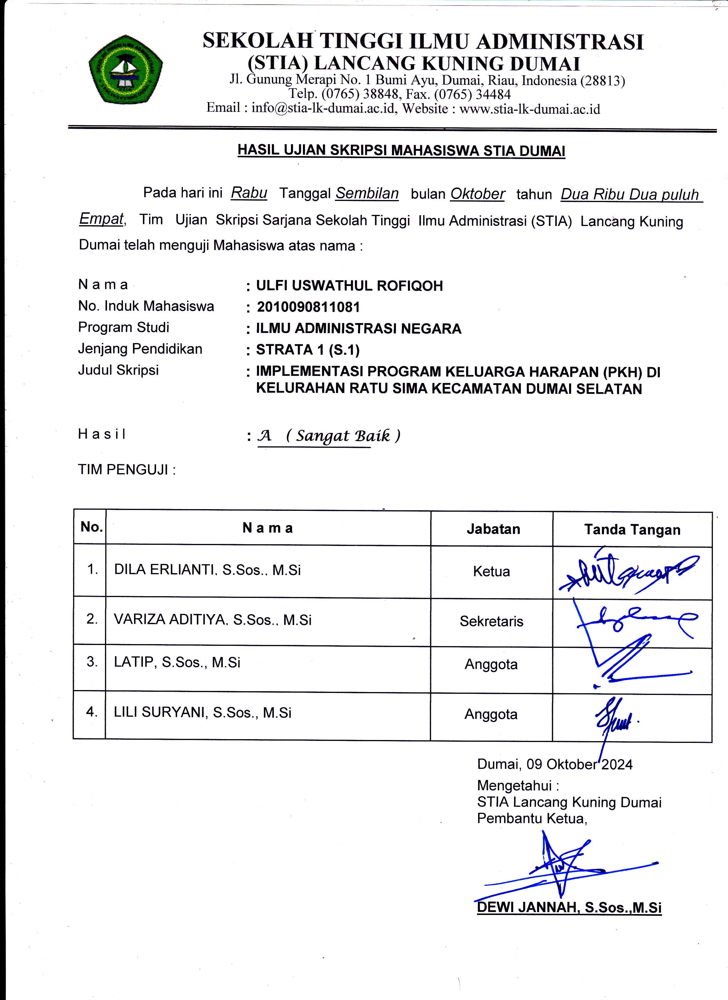 SEKOLAH TINGGI ILMU ADMINISTRASI
(STIA) LANCANG KUNING DUMAI
Jl. Gunung Merapi No. 1 Bumi Ayu, Dumai, Riau, Indonesia (28813)
Telp. (0765) 38848, Fax. (0765) 34484
Email : info@stia-lk-dumai.ac.id, Website : www.stia-lk-dumai.ac.id
HASIL UJIAN SKRIPSI MAHASISWA STIA DUMAI
Pada hari ini Rabu Tanggal Sembilan bulan Oktober tahun Dua Ribu Dua puluh
Empat, Tim Ujian Skripsi Sarjana Sekolah Tinggi Ilmu Administrasi (STIA) Lancang Kuning
Dumai telah menguji Mahasiswa atas nama :
N a m a : ULFI USWATHUL ROFIQOH
No. Induk Mahasiswa : 2010090811081
Program Studi : ILMU ADMINISTRASI NEGARA
Jenjang Pendidikan : STRATA 1 (S.1)
Judul Skripsi : IMPLEMENTASI PROGRAM KELUARGA HARAPAN (PKH) DI
KELURAHAN RATU SIMA KECAMATAN DUMAI SELATAN
H a s i l : A ( Sangat Baik )
TIM PENGUJI :
No. N a m a Jabatan Tanda Tangan
1. DILA ERLIANTI, S.Sos., M.Si Ketua
2. VARIZA ADITIYA, S.Sos., M.Si Sekretaris
3. LATIP, S.Sos., M.Si Anggota
4. LILI SURYANI, S.Sos., M.Si Anggota
Dumai, 09 Oktober 2024
Mengetahui :
STIA Lancang Kuning Dumai
Pembantu Ketua,
DEWI JANNAH, S.Sos.,M.Si